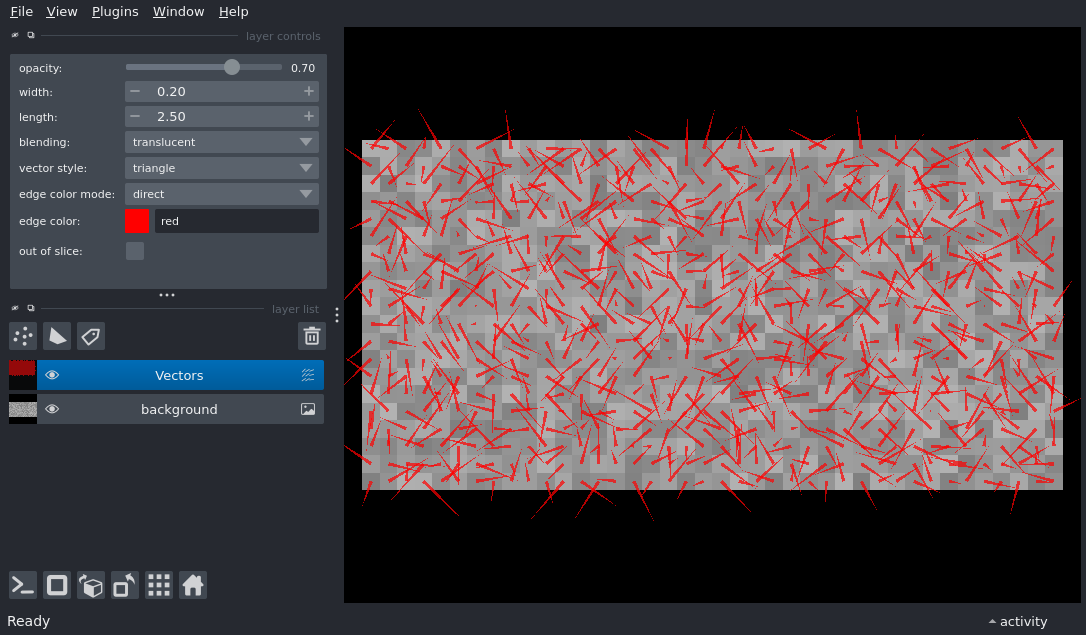 File View Plugins Window Help
layer controls
opacity: 0.70
width: 0.20
length: 2.50
blending: translucent
vector style: triangle
edge color mode: direct
edge color: red
out of slice:
layer list
Vectors
background
Ready
activity